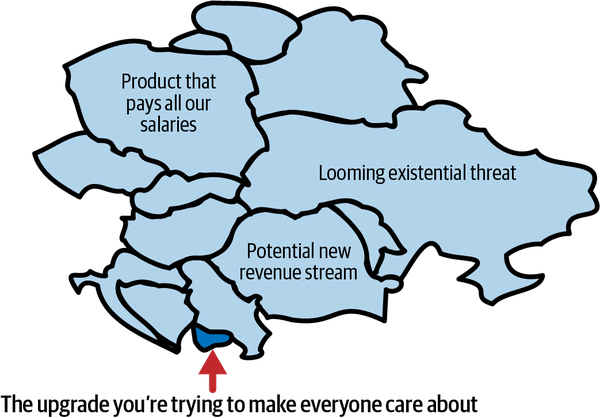 Product that
pays all our
salaries
Looming existential threat
Potential new
revenue stream
The upgrade you're trying to make everyone care about